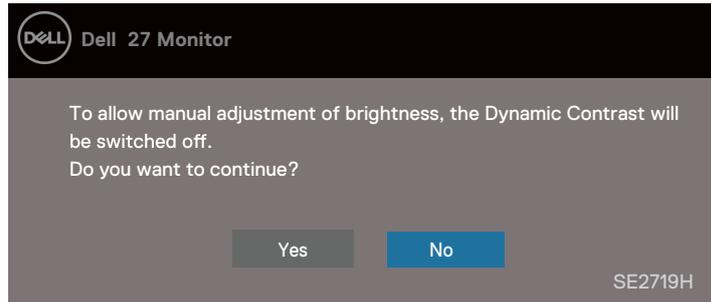 DELL
Dell 27 Monitor
To allow manual adjustment of brightness, the Dynamic Contrast will
be switched off.
Do you want to continue?
Yes
No
SE2719H